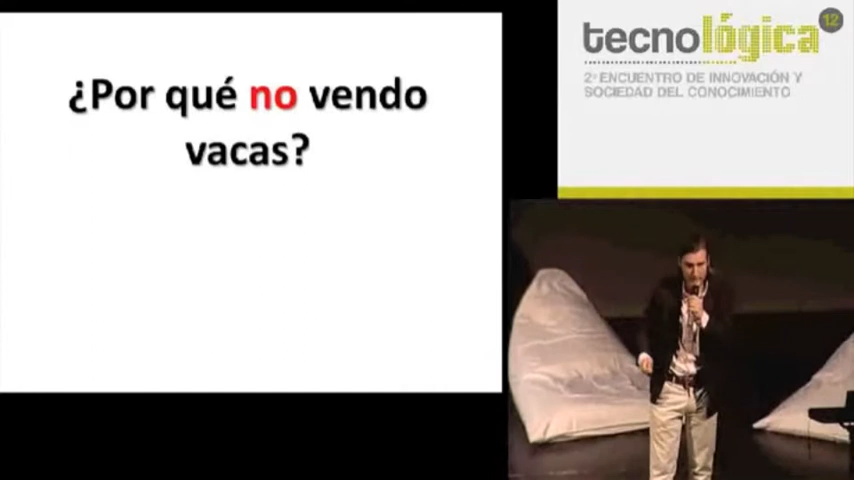 ¿Por qué no vendo
vacas?
tecnológica 12
2º ENCUENTRO DE INNOVACIÓN Y
SOCIEDAD DEL CONOCIMIENTO